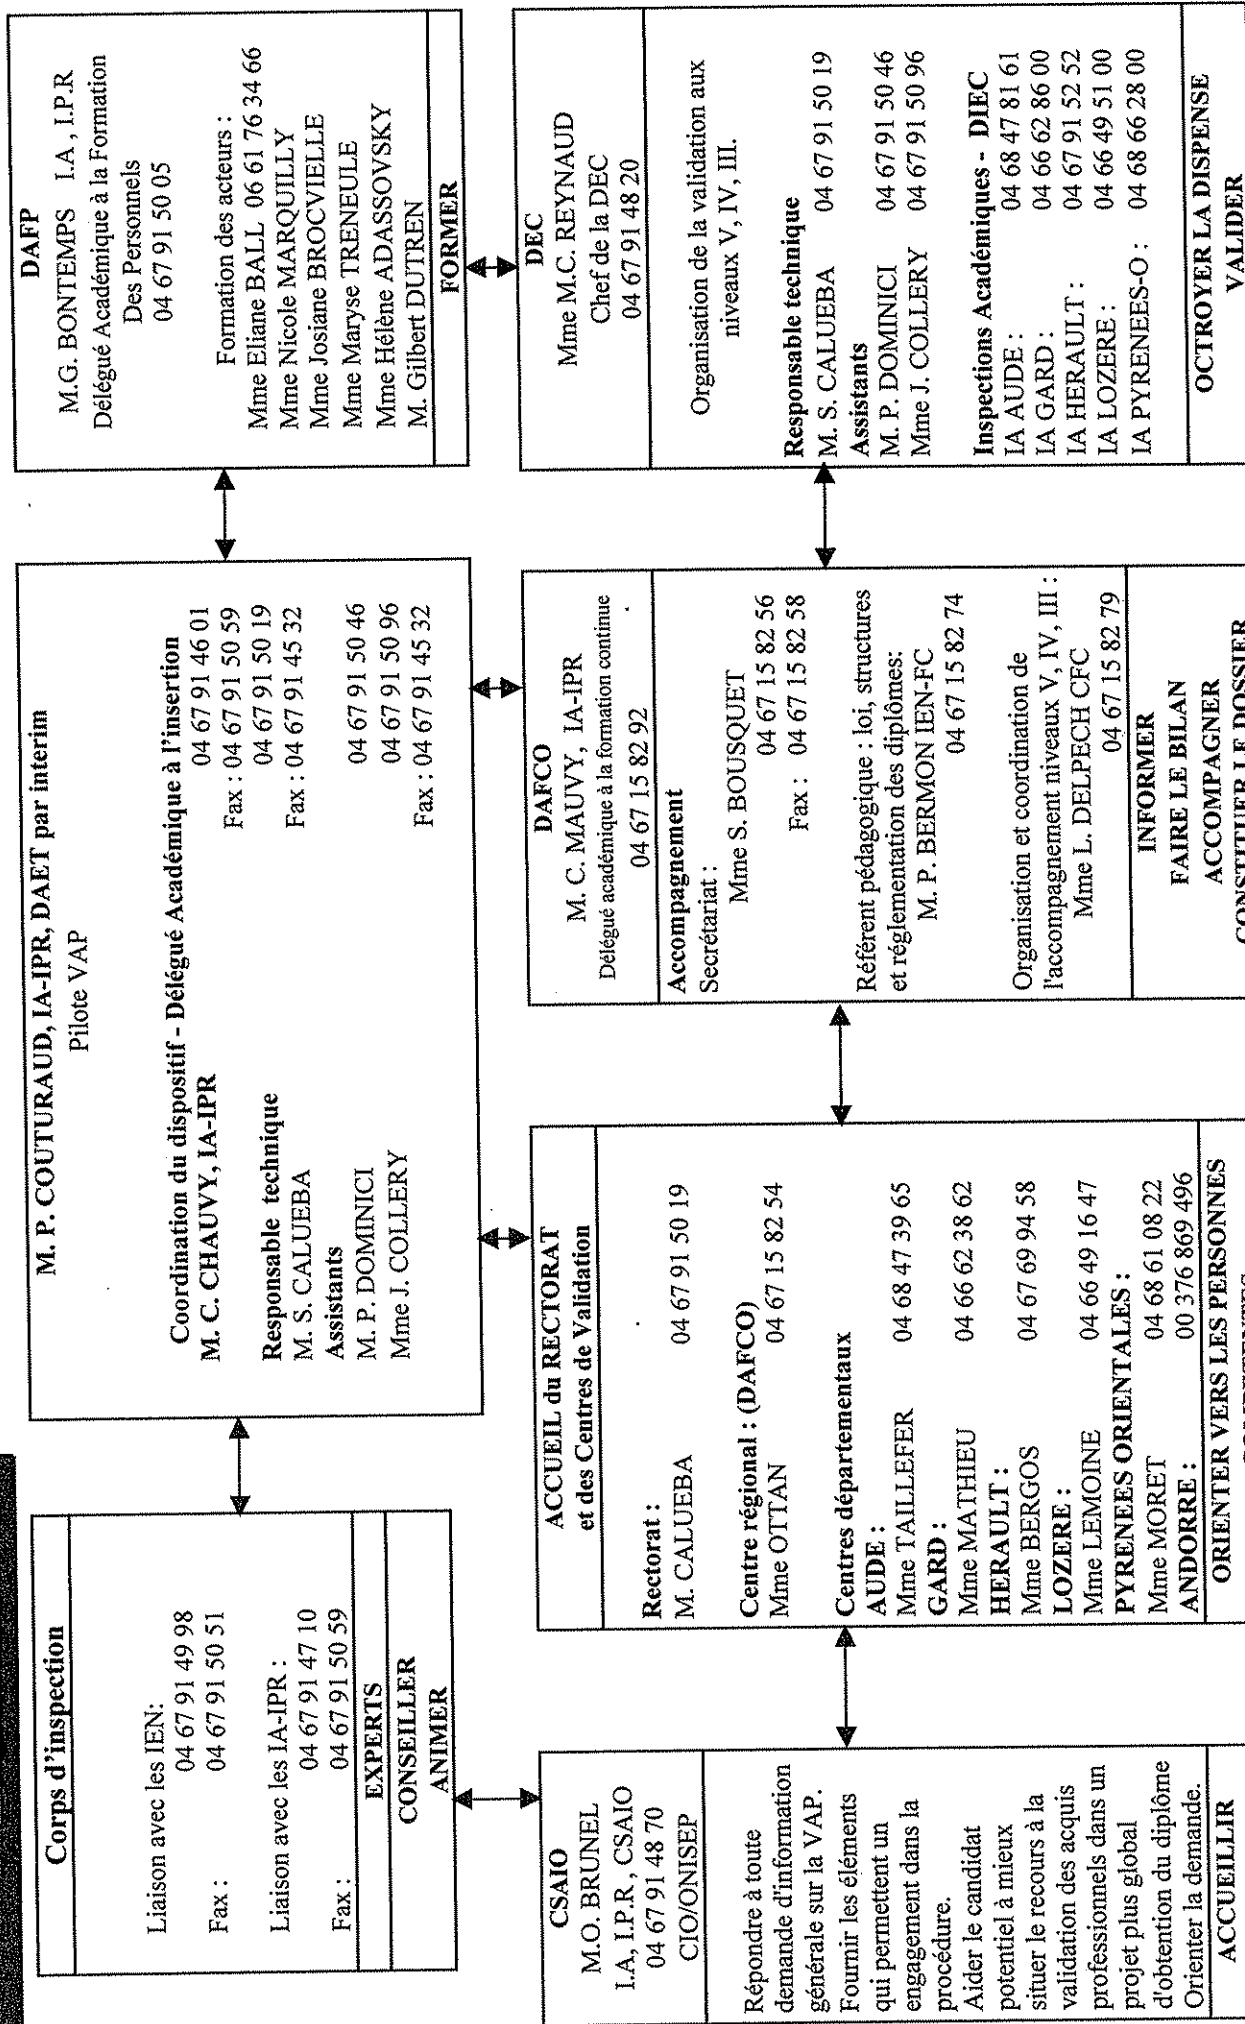 Corps d'inspection
Liaison avec les IEN:
04 67 91 49 98
Fax : 04 67 91 50 51
Liaison avec les IA-IPR :
04 67 91 47 10
Fax : 04 67 91 50 59
EXPERTS
CONSEILLER
ANIMER
M. P. COUTURAUD, IA-IPR, DAET par interim
Pilote VAP
Coordination du dispositif - Délégué Académique à l'insertion
M. C. CHAUVY, IA-IPR 04 67 91 46 01
Fax : 04 67 91 50 59
Responsable technique 04 67 91 50 19
M. S. CALUEBA Fax : 04 67 91 45 32
Assistants
M. P. DOMINICI 04 67 91 50 46
Mme J. COLLERY 04 67 91 50 96
Fax : 04 67 91 45 32
DAFP
M.G. BONTEMPS I.A , I.P.R
Délégué Académique à la Formation
Des Personnels
04 67 91 50 05
Formation des acteurs :
Mme Eliane BALL 06 61 76 34 66
Mme Nicole MARQUILLY
Mme Josiane BROCVIELLE
Mme Maryse TRENEULE
Mme Hélène ADASSOVSKY
M. Gilbert DUTREN
FORMER
CSAIO
M.O. BRUNEL
I.A, I.P.R , CSAIO
04 67 91 48 70
CIO/ONISEP
Répondre à toute
demande d'information
générale sur la VAP.
Fournir les éléments
qui permettent un
engagement dans la
procédure.
Aider le candidat
potentiel à mieux
situer le recours à la
validation des acquis
professionnels dans un
projet plus global
d'obtention du diplôme
Orienter la demande.
ACCUEILLIR
ACCUEIL du RECTORAT
et des Centres de Validation
Rectorat :
M. CALUEBA 04 67 91 50 19
Centre régional : (DAFCO)
Mme OTTAN 04 67 15 82 54
Centres départementaux
AUDE :
Mme TAILLEFER 04 68 47 39 65
GARD :
Mme MATHIEU 04 66 62 38 62
HERAULT :
Mme BERGOS 04 67 69 94 58
LOZERE :
Mme LEMOINE 04 66 49 16 47
PYRENEES ORIENTALES :
Mme MORET 04 68 61 08 22
ANDORRE : 00 376 869 496
ORIENTER VERS LES PERSONNES
DAFCO
M. C. MAUVY, IA-IPR
Délégué académique à la formation continue
04 67 15 82 92
Accompagnement
Secrétariat :
Mme S. BOUSQUET
04 67 15 82 56
Fax : 04 67 15 82 58
Référent pédagogique : loi, structures
et réglementation des diplômes:
M. P. BERMON IEN-FC
04 67 15 82 74
Organisation et coordination de
l'accompagnement niveaux V, IV, III :
Mme L. DELPECH CFC
04 67 15 82 79
INFORMER
FAIRE LE BILAN
ACCOMPAGNER
CONSTITUER LE DOSSIER
DEC
Mme M.C. REYNAUD
Chef de la DEC
04 67 91 48 20
Organisation de la validation aux
niveaux V, IV, III.
Responsable technique
M. S. CALUEBA 04 67 91 50 19
Assistants
M. P. DOMINICI 04 67 91 50 46
Mme J. COLLERY 04 67 91 50 96
Inspections Académiques - DIEC
IA AUDE : 04 68 47 81 61
IA GARD : 04 66 62 86 00
IA HERAULT : 04 67 91 52 52
IA LOZERE : 04 66 49 51 00
IA PYRENEES-O : 04 68 66 28 00
OCTROYER LA DISPENSE
VALIDER